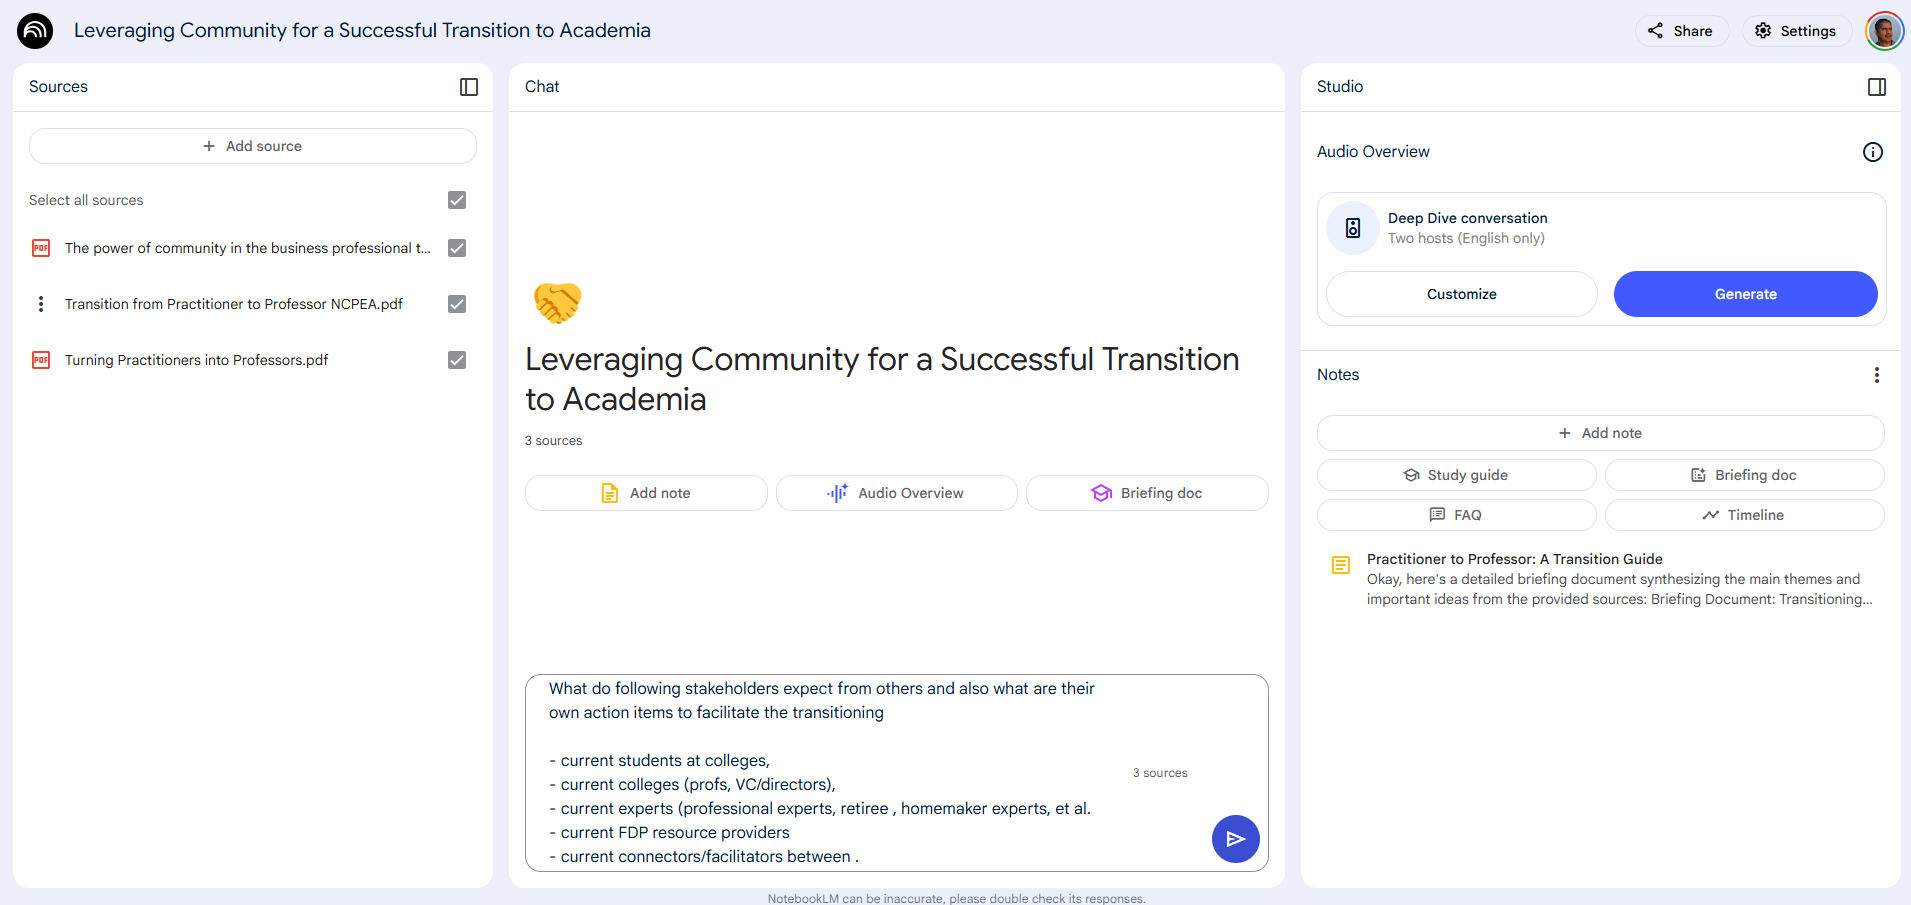 Leveraging Community for a Successful Transition to Academia
Share
Settings
Sources
Add source
Select all sources
PDF
The power of community in the business professional t...
Transition from Practitioner to Professor NCPEA.pdf
PDF
Turning Practitioners into Professors.pdf
Chat
Leveraging Community for a Successful Transition
to Academia
3 sources
Add note
Audio Overview
Briefing doc
What do following stakeholders expect from others and also what are their
own action items to facilitate the transitioning
- current students at colleges,
- current colleges (profs, VC/directors),
- current experts (professional experts, retiree , homemaker experts, et al.
- current FDP resource providers
- current connectors/facilitators between .
3 sources
Studio
Audio Overview
Deep Dive conversation
Two hosts (English only)
Customize
Generate
Notes
Add note
Study guide
Briefing doc
FAQ
Timeline
Practitioner to Professor: A Transition Guide
Okay, here's a detailed briefing document synthesizing the main themes and
important ideas from the provided sources: Briefing Document: Transitioning...
NotebookLM can be inaccurate, please double check its responses.